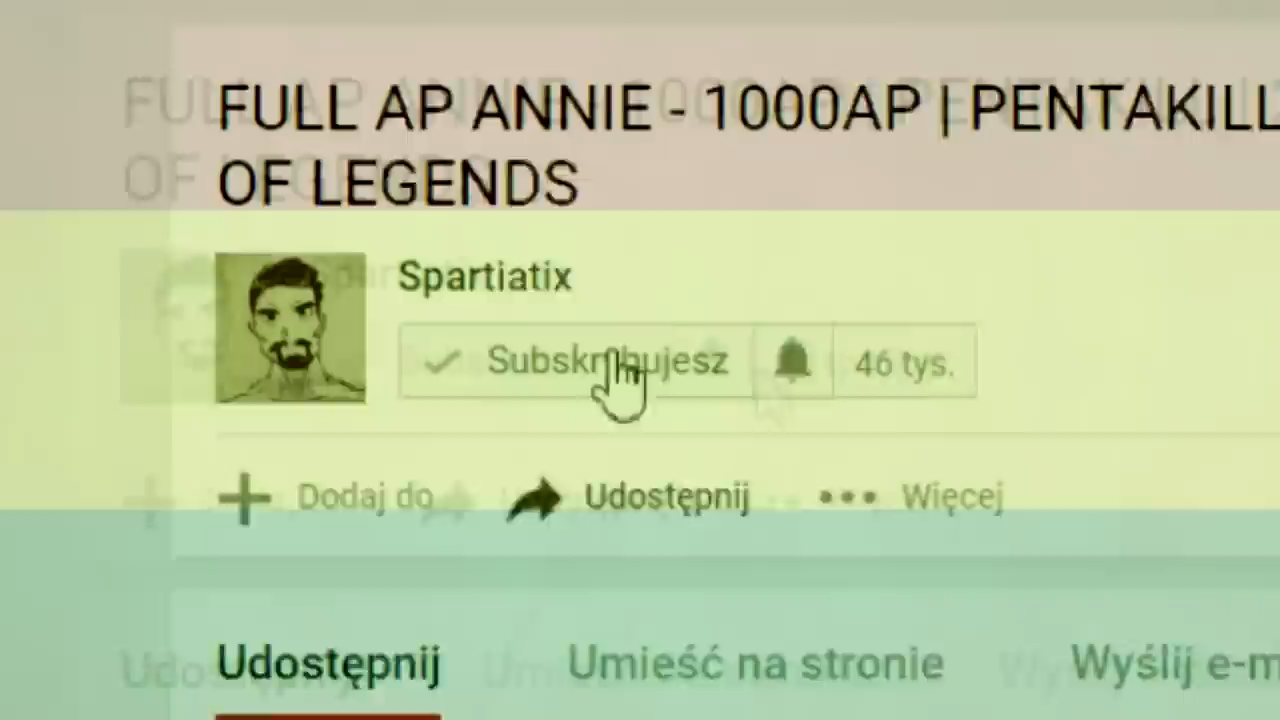 FULL AP ANNIE - 1000AP | PENTAKILL
OF LEGENDS
Spartiatix
Subskrybujesz
46 tys.
Dodaj do
Udostępnij
Więcej
Udostępnij
Umieść na stronie
Wyślij e-m